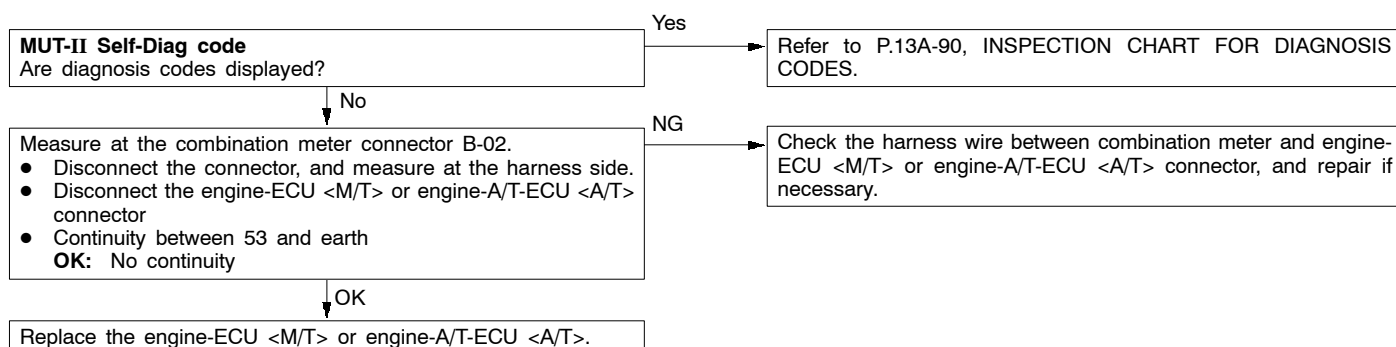 MUT-II Self-Diag code
Are diagnosis codes displayed?
Yes
Refer to P.13A-90, INSPECTION CHART FOR DIAGNOSIS
CODES.
No
Measure at the combination meter connector B-02.
● Disconnect the connector, and measure at the harness side.
● Disconnect the engine-ECU <M/T> or engine-A/T-ECU <A/T>
connector
● Continuity between 53 and earth
OK: No continuity
NG
Check the harness wire between combination meter and engine-
ECU <M/T> or engine-A/T-ECU <A/T> connector, and repair if
necessary.
OK
Replace the engine-ECU <M/T> or engine-A/T-ECU <A/T>.